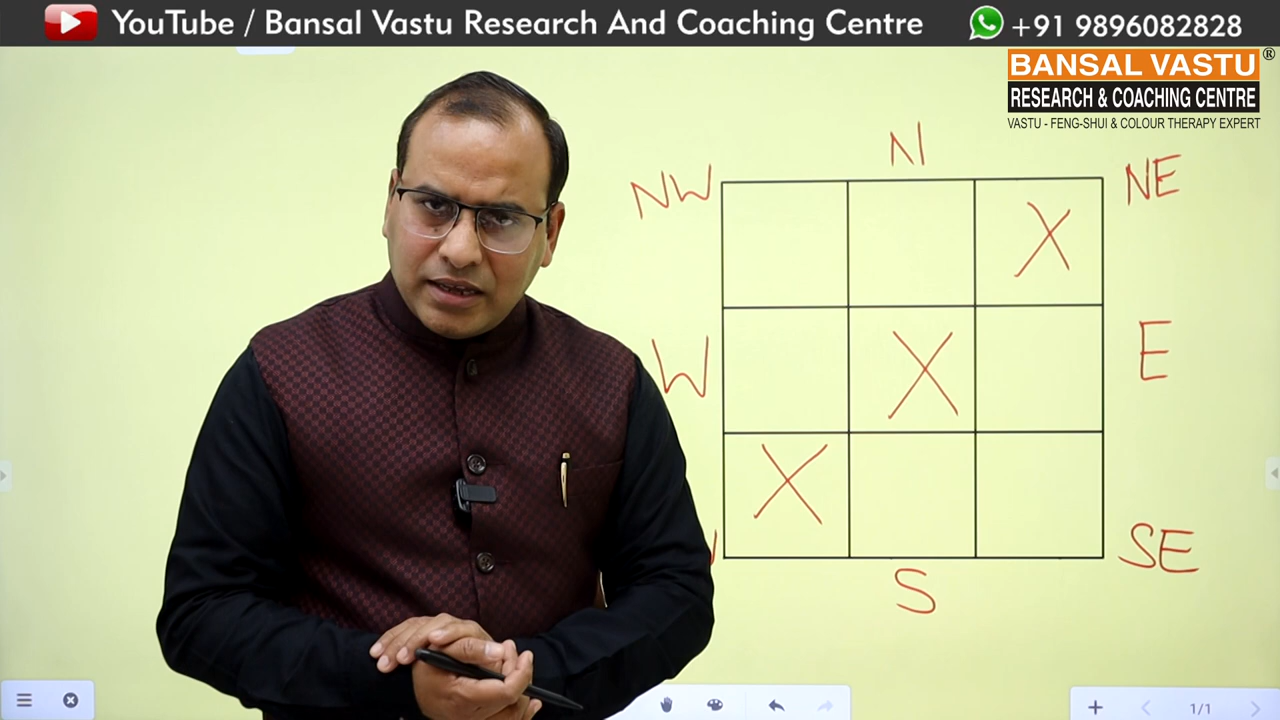 YouTube / Bansal Vastu Research And Coaching Centre
+91 9896082828
BANSAL VASTU®
RESEARCH & COACHING CENTRE
VASTU - FENG-SHUI & COLOUR THERAPY EXPERT
N
NW
NE
X
W
X
E
X
SE
S
1/1